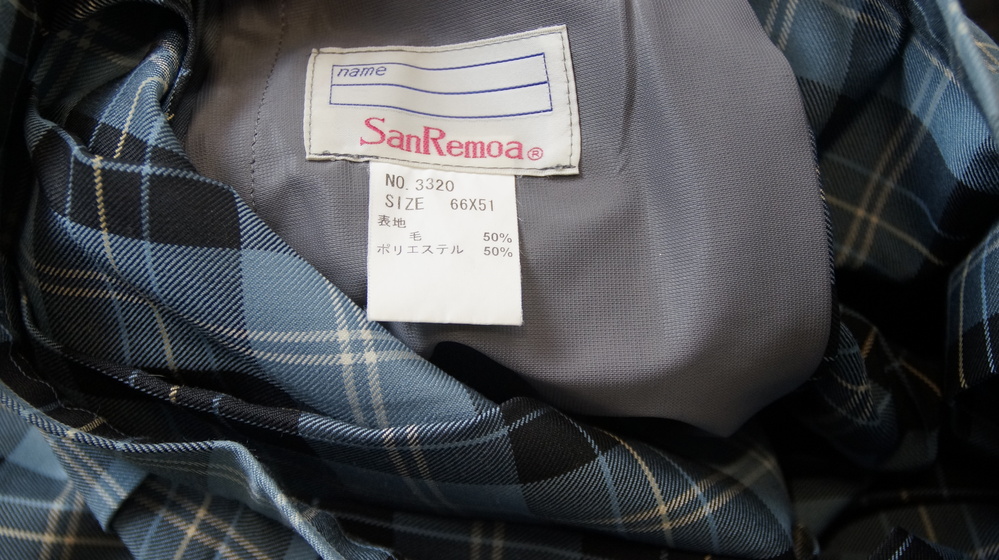 name
SanRemoa®
NO. 3320
SIZE 66X51
表地
毛 50%
ポリエステル 50%